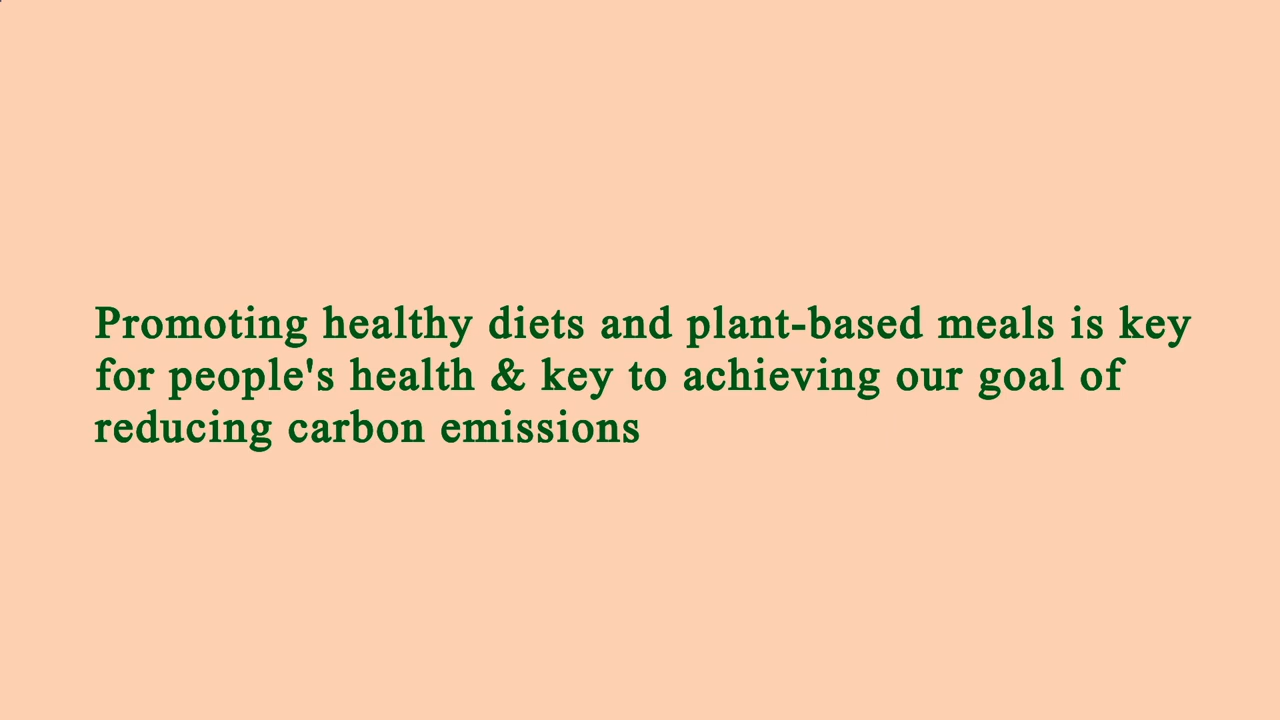 Promoting healthy diets and plant-based meals is key
for people's health & key to achieving our goal of
reducing carbon emissions